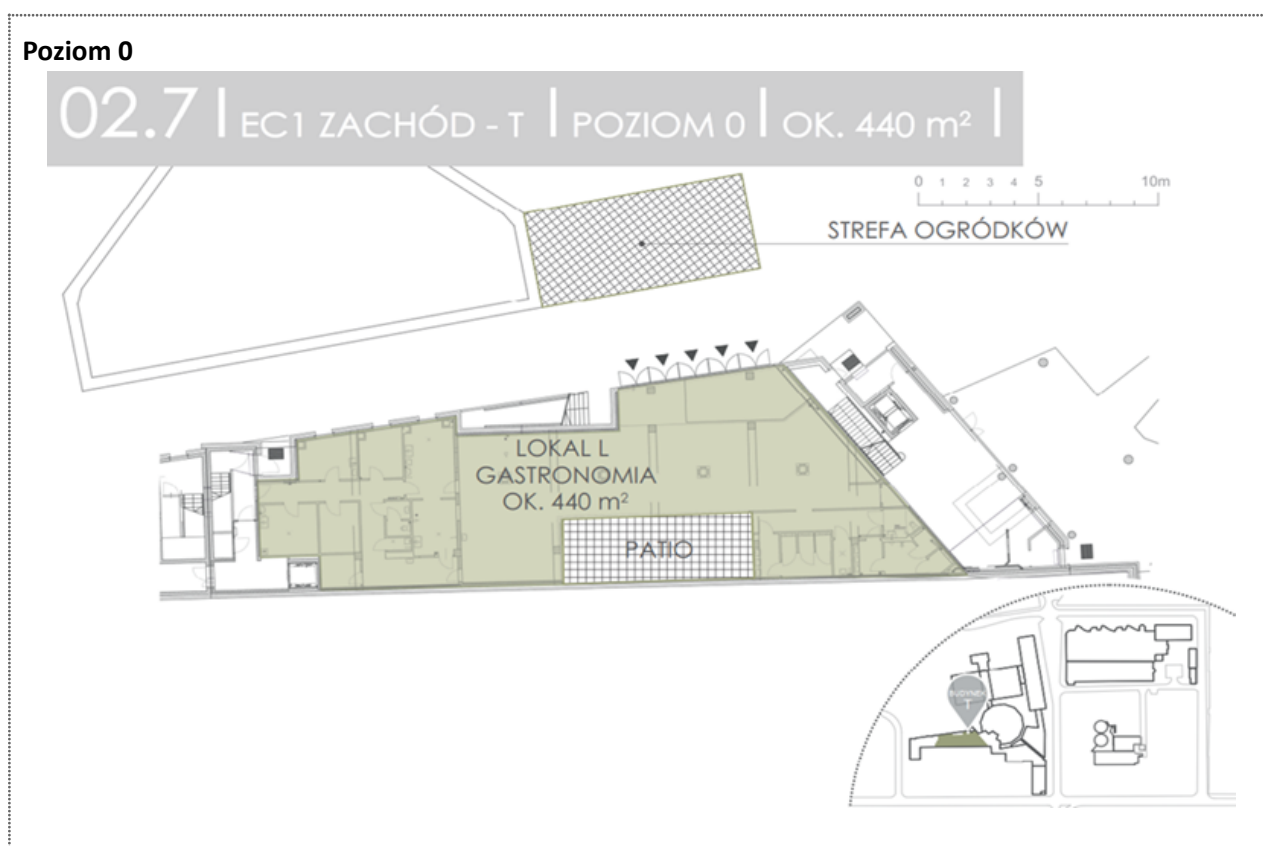 Poziom 0
02.7 | EC1 ZACHÓD - T | POZIOM 0 | OK. 440 m² |
0 1 2 3 4 5 10m
STREFA OGRÓDKÓW
LOKAL L
GASTRONOMIA
OK. 440 m²
PATIO
BUDYNEK
T